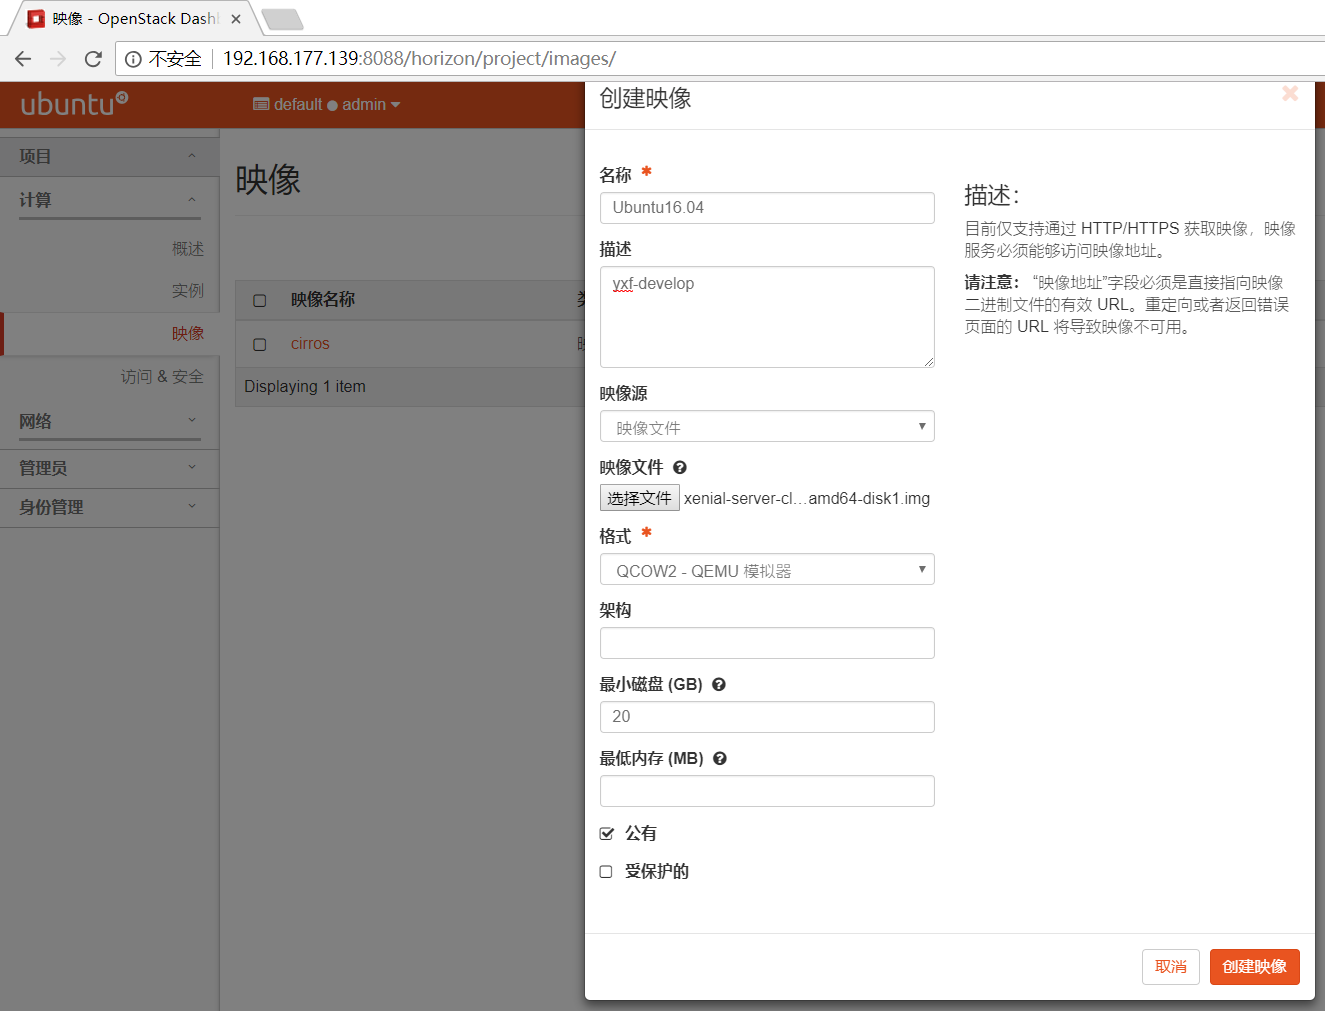 映像 - OpenStack Dash
不安全 192.168.177.139:8088/horizon/project/images/
ubuntu
default admin
项目
计算
概述
实例
映像
访问 & 安全
网络
管理员
身份管理
映像
映像名称
cirros
Displaying 1 item
创建映像
名称 *
Ubuntu16.04
描述
yxf-develop
映像源
映像文件
映像文件
选择文件 xenial-server-cl...amd64-disk1.img
格式 *
QCOW2 - QEMU 模拟器
架构
最小磁盘 (GB)
20
最低内存 (MB)
公有
受保护的
描述：
目前仅支持通过 HTTP/HTTPS 获取映像，映像
服务必须能够访问映像地址。
请注意： “映像地址”字段必须是直接指向映像
二进制文件的有效 URL。重定向或者返回错误
页面的 URL 将导致映像不可用。
取消
创建映像